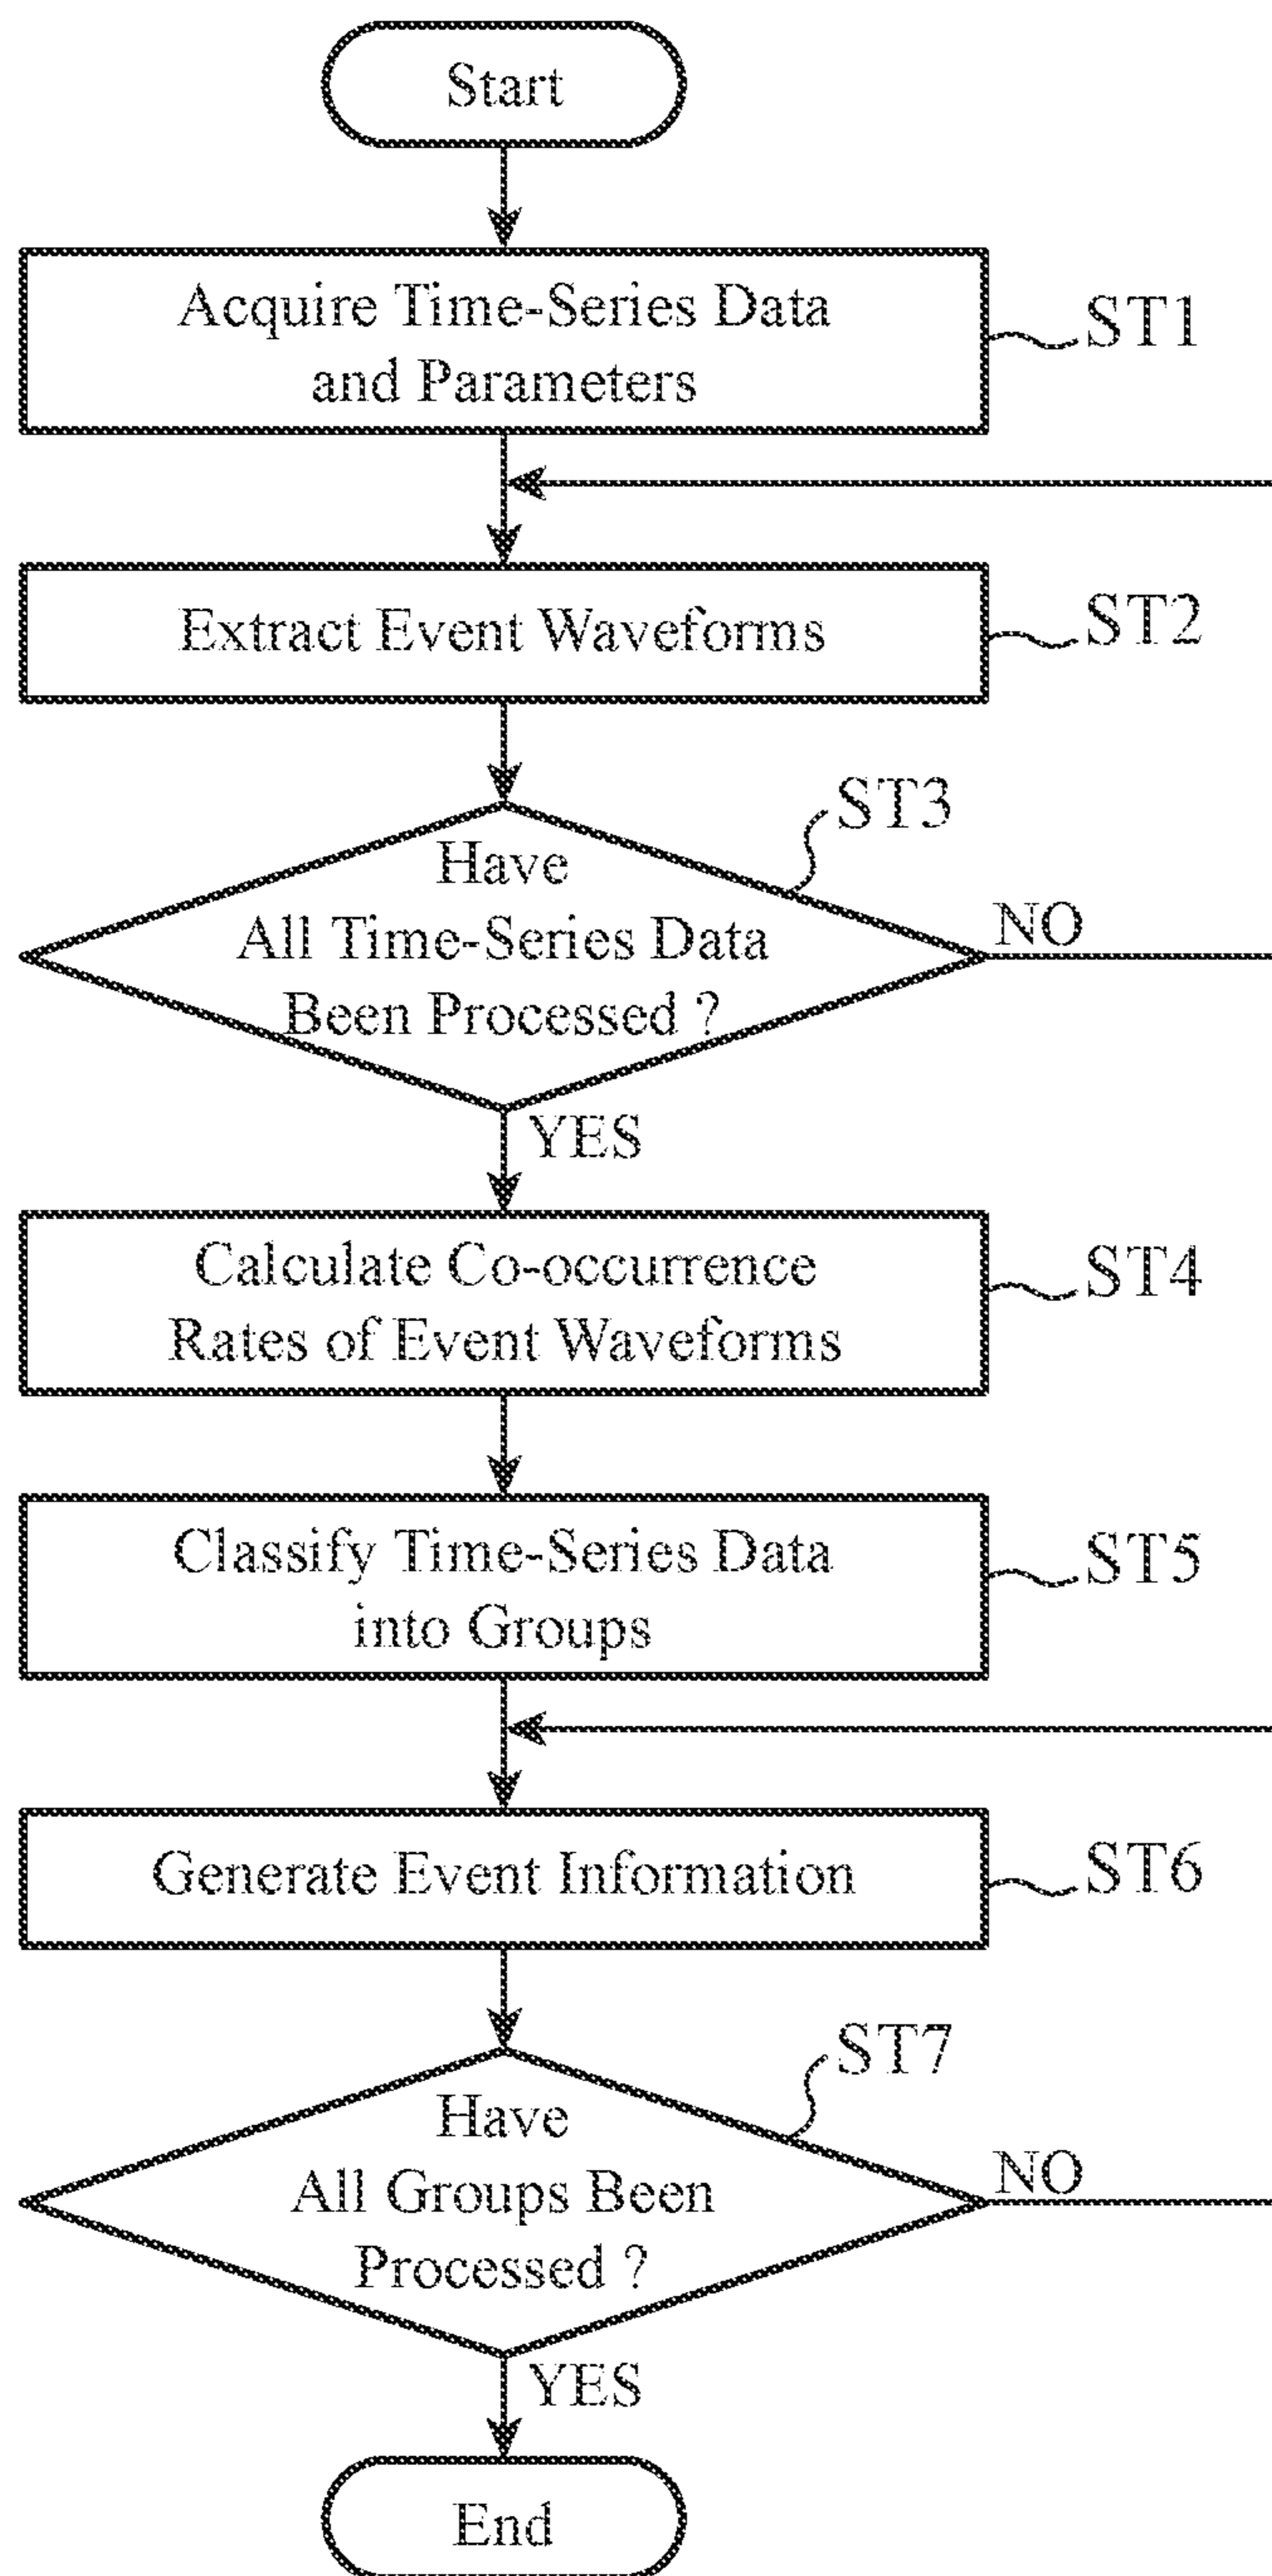 Start
Acquire Time-Series Data
and Parameters
ST1
Extract Event Waveforms
ST2
ST3
Have
All Time-Series Data
Been Processed ?
NO
YES
Calculate Co-occurrence
Rates of Event Waveforms
ST4
Classify Time-Series Data
into Groups
ST5
Generate Event Information
ST6
ST7
Have
All Groups Been
Processed ?
NO
YES
End